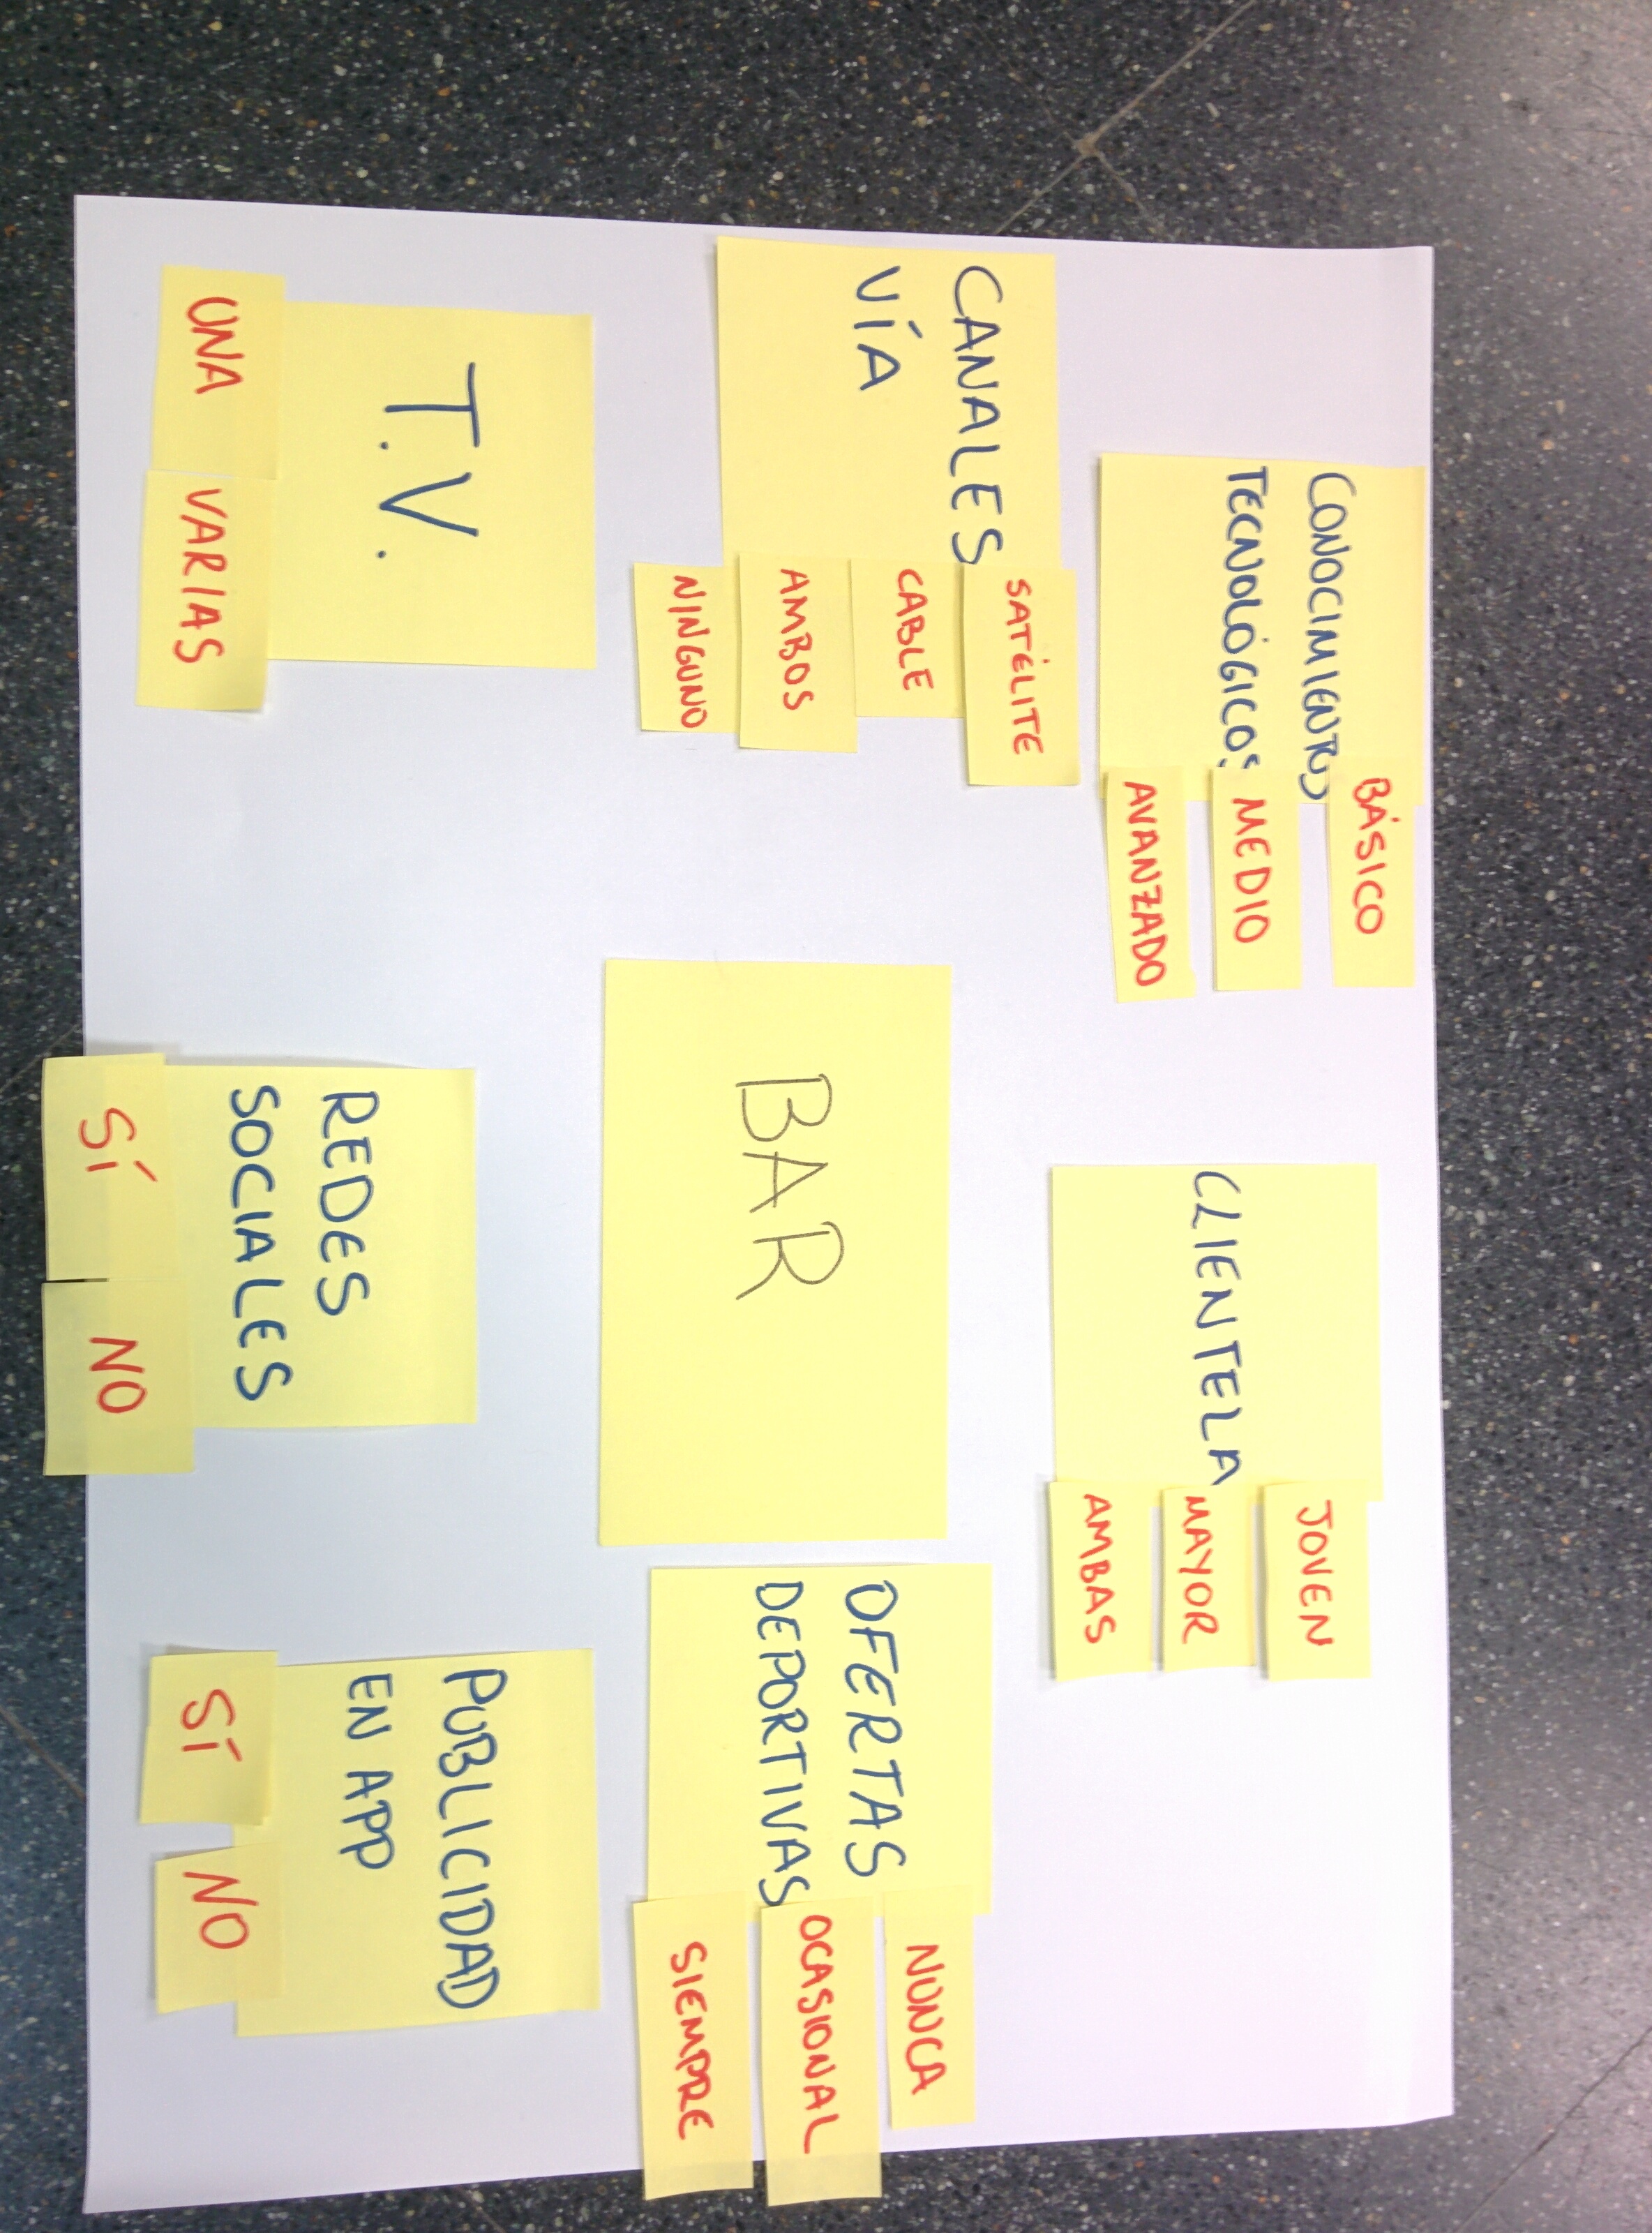 CONOCIMIENTOS
TECNOLÓGICOS
BÁSICO
MEDIO
AVANZADO
CLIENTELA
JOVEN
MAYOR
AMBAS
CANALES
VÍA
SATÉLITE
CABLE
AMBOS
NINGUNO
BAR
OFERTAS
DEPORTIVAS
NUNCA
OCASIONAL
SIEMPRE
T.V.
UNA
VARIAS
REDES
SOCIALES
SÍ
NO
PUBLICIDAD
EN APP
SÍ
NO